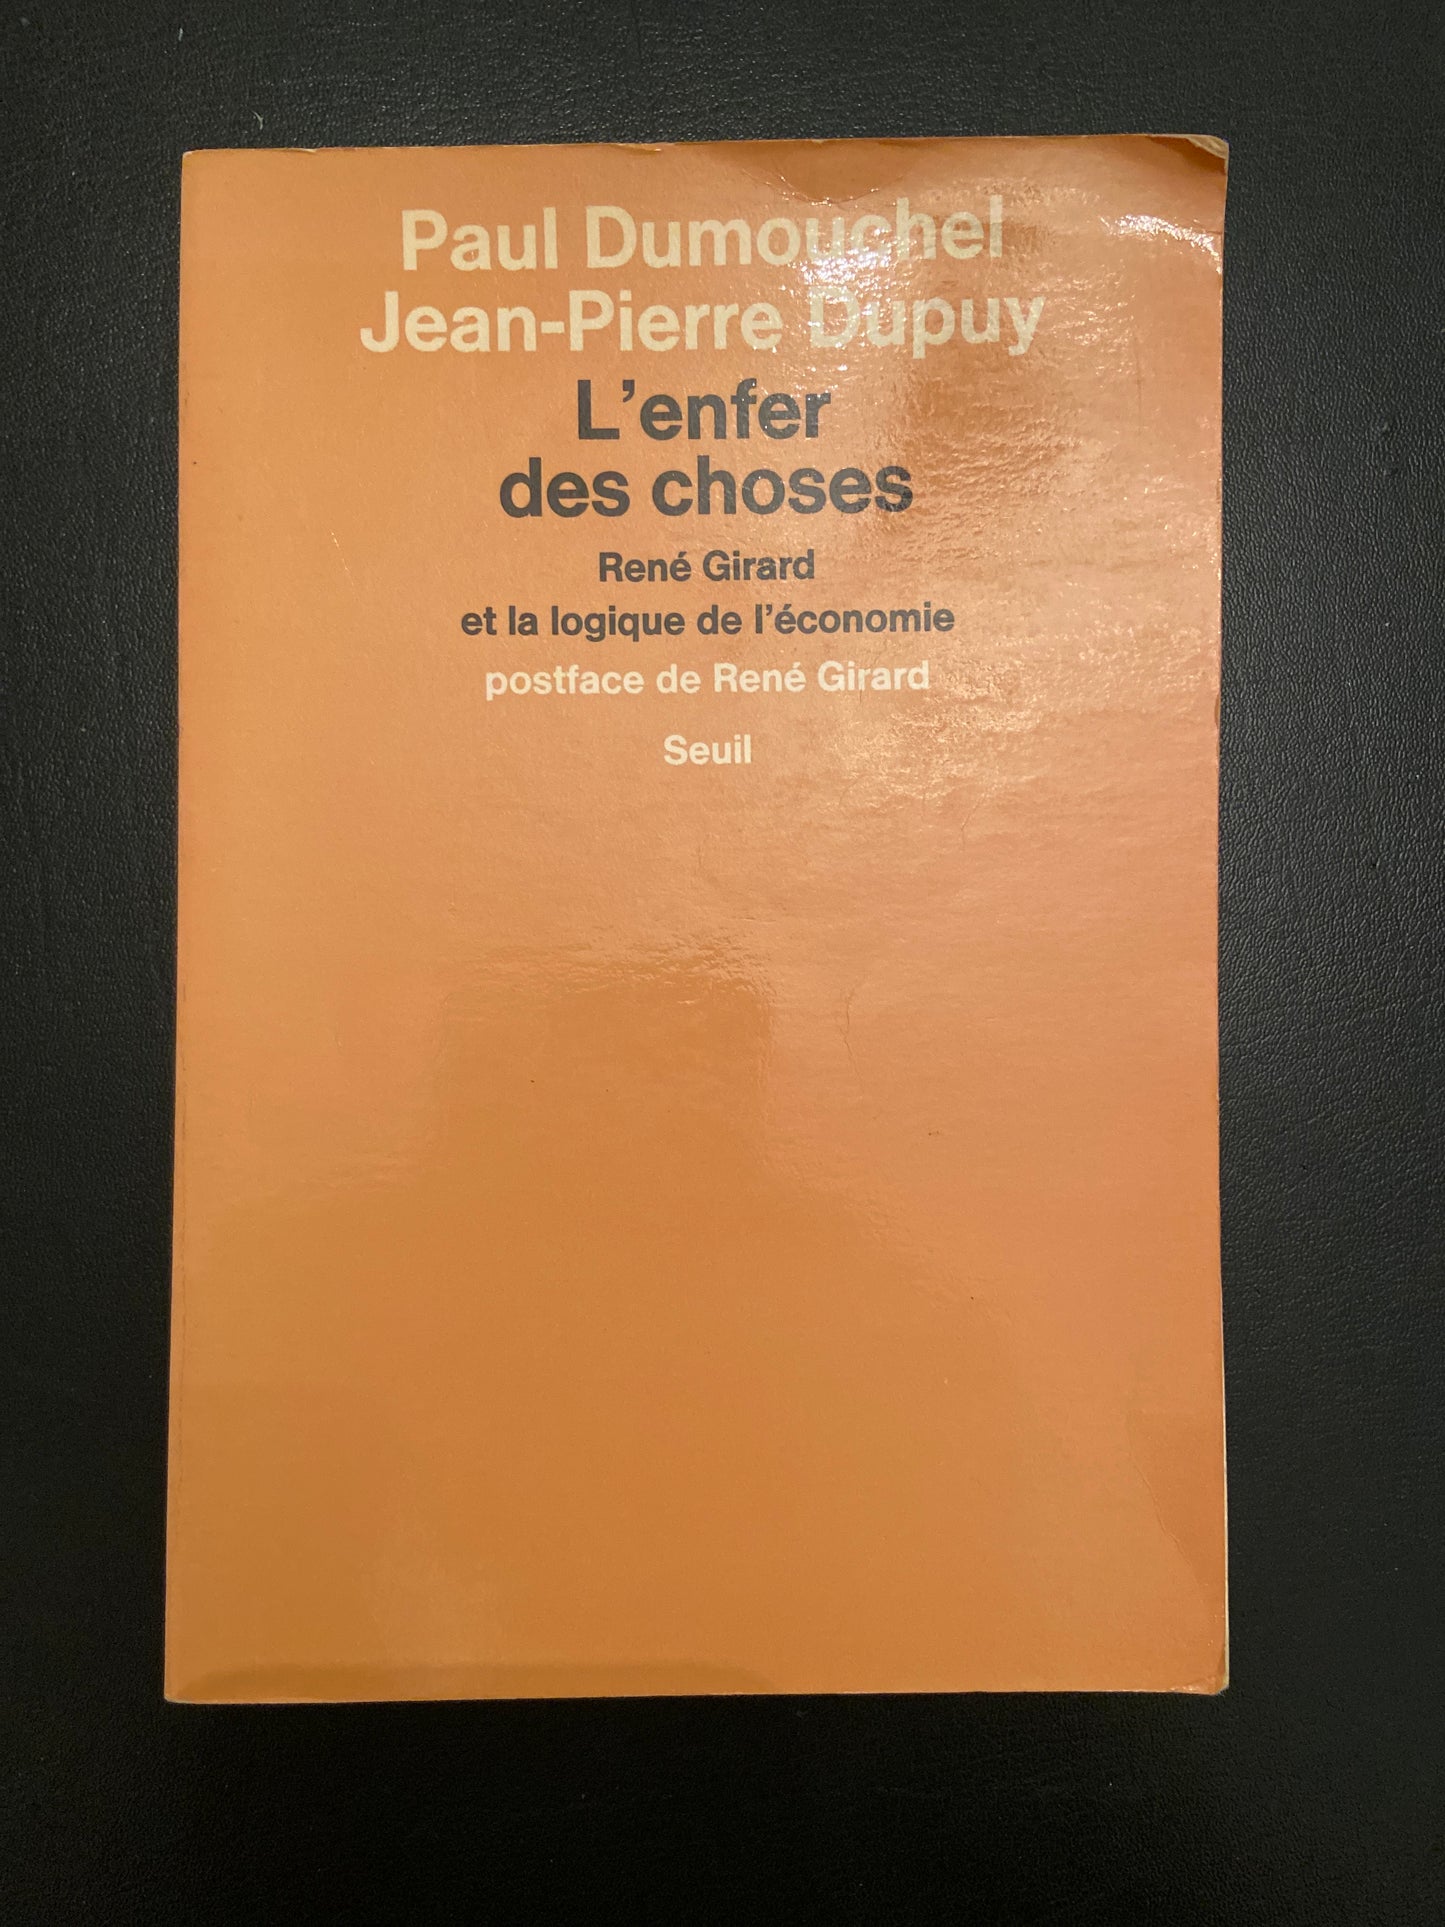 Paul Dumouchel
Jean-Pierre Dupuy
L'enfer
des choses
René Girard
et la logique de l'économie
postface de René Girard
Seuil